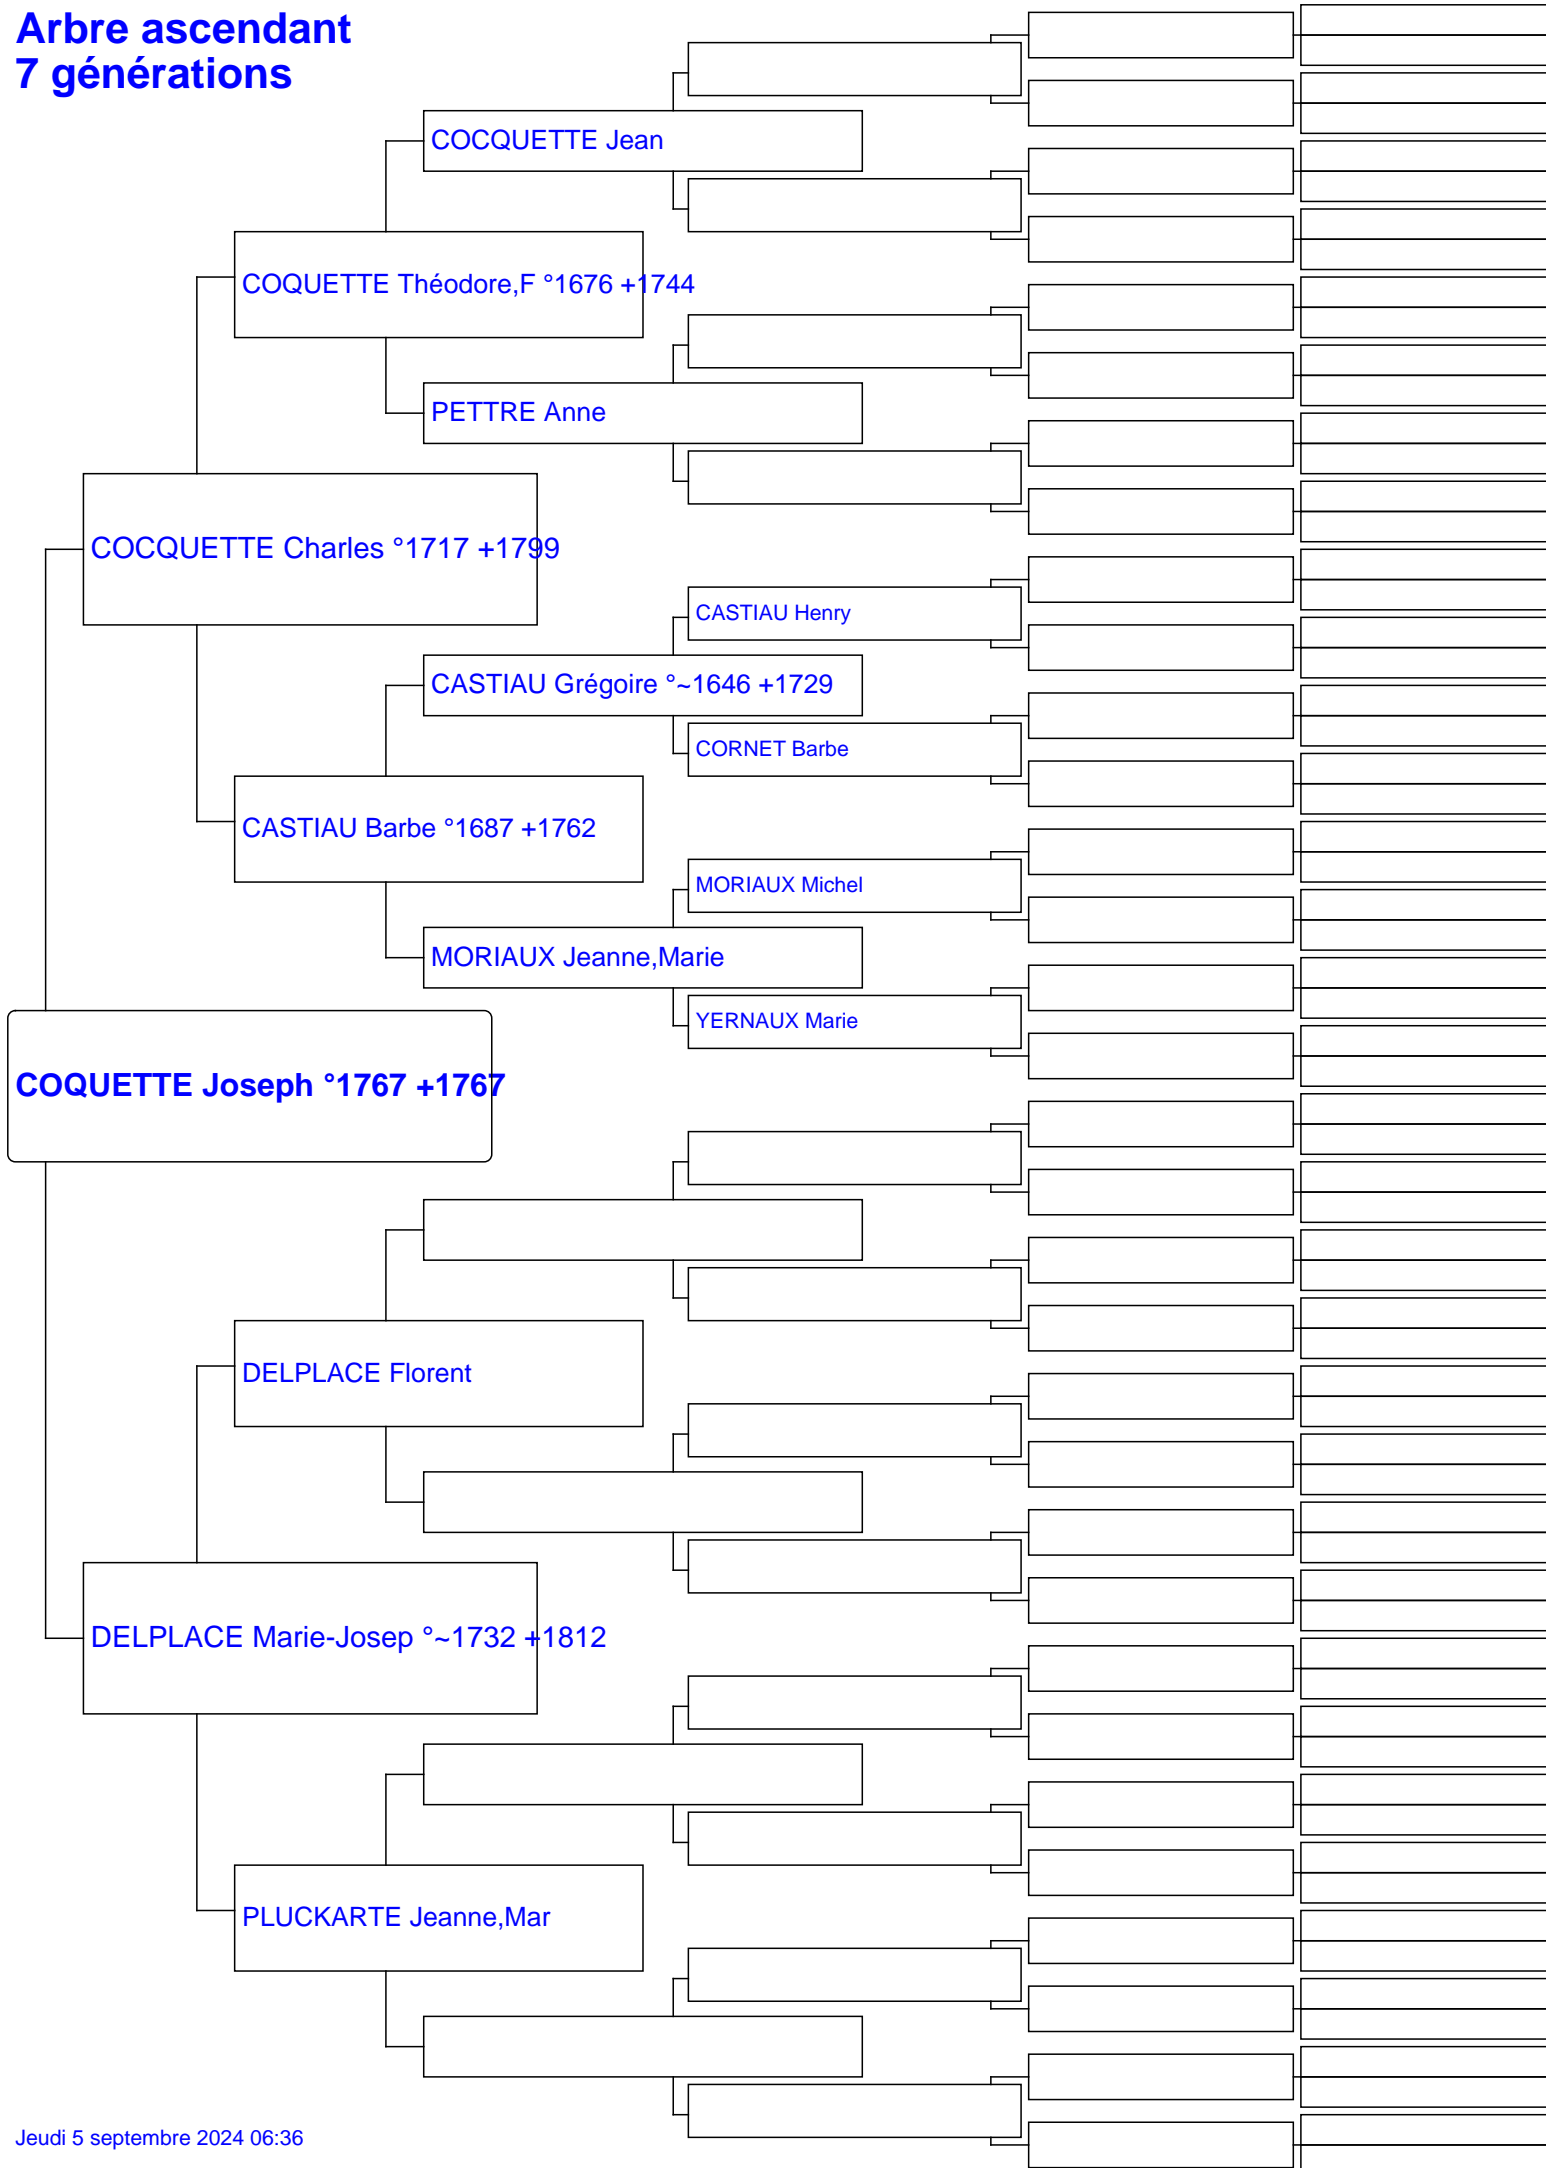 Arbre ascendant
7 générations
COCQUETTE Jean
COQUETTE Théodore,F °1676 +1744
PETTRE Anne
COCQUETTE Charles °1717 +1799
CASTIAU Henry
CASTIAU Grégoire °~1646 +1729
CORNET Barbe
CASTIAU Barbe °1687 +1762
MORIAUX Michel
MORIAUX Jeanne,Marie
YERNAUX Marie
COQUETTE Joseph °1767 +1767
DELPLACE Florent
DELPLACE Marie-Josep °~1732 +1812
PLUCKARTE Jeanne,Mar
Jeudi 5 septembre 2024 06:36